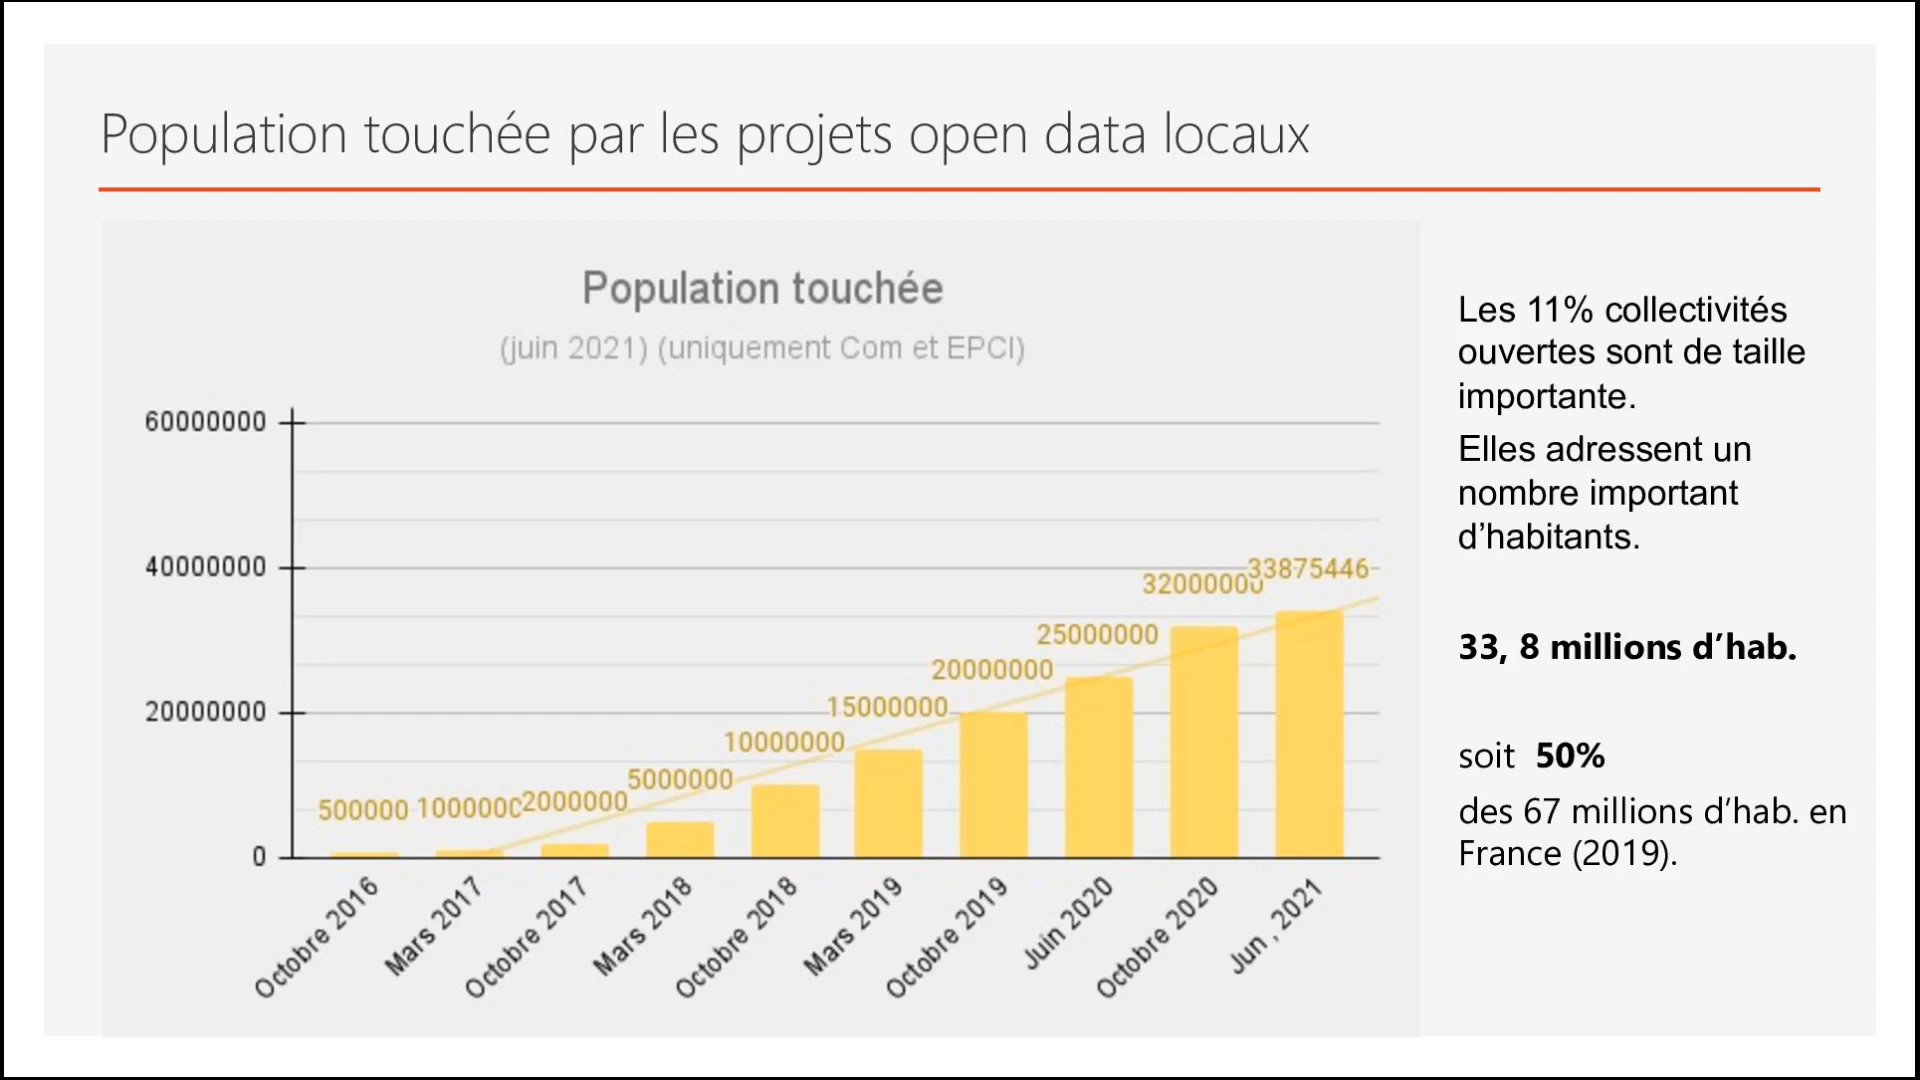 Population touchée par les projets open data locaux
Population touchée
(juin 2021) (uniquement Com et EPCI)
60000000
40000000
20000000
0
500000
1000000
2000000
5000000
10000000
15000000
20000000
25000000
32000000
33875446
Octobre 2016
Mars 2017
Octobre 2017
Mars 2018
Octobre 2018
Mars 2019
Octobre 2019
Juin 2020
Octobre 2020
Jun , 2021
Les 11% collectivités
ouvertes sont de taille
importante.
Elles adressent un
nombre important
d’habitants.
33, 8 millions d’hab.
soit 50%
des 67 millions d’hab. en
France (2019).